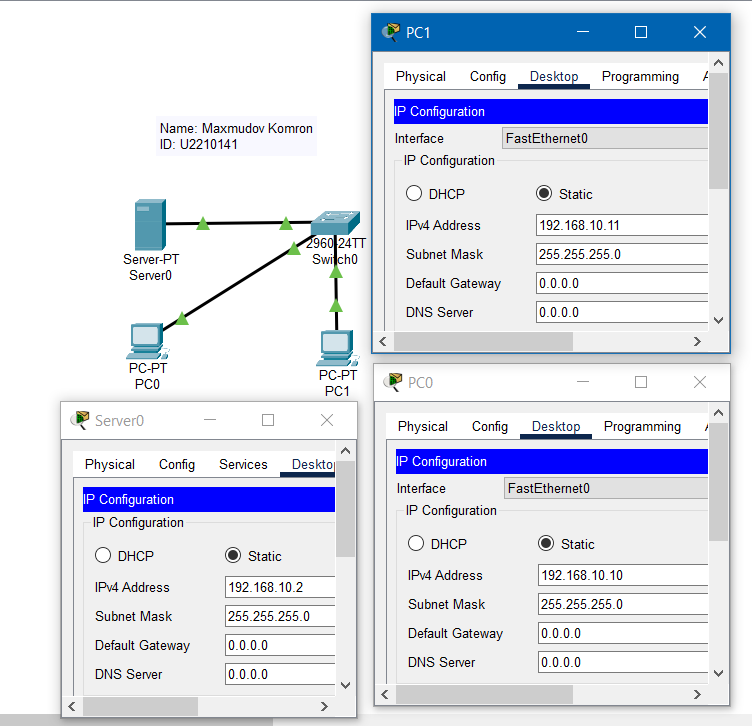 Name: Maxmudov Komron
ID: U2210141
Server-PT
Server0
2960-24TT
Switch0
PC-PT
PC0
PC-PT
PC1
PC1
Physical Config Desktop Programming
IP Configuration
Interface FastEthernet0
IP Configuration
DHCP Static
IPv4 Address 192.168.10.11
Subnet Mask 255.255.255.0
Default Gateway 0.0.0.0
DNS Server 0.0.0.0
Server0
Physical Config Services Desktop
IP Configuration
IP Configuration
DHCP Static
IPv4 Address 192.168.10.2
Subnet Mask 255.255.255.0
Default Gateway 0.0.0.0
DNS Server 0.0.0.0
PC0
Physical Config Desktop Programming
IP Configuration
Interface FastEthernet0
IP Configuration
DHCP Static
IPv4 Address 192.168.10.10
Subnet Mask 255.255.255.0
Default Gateway 0.0.0.0
DNS Server 0.0.0.0